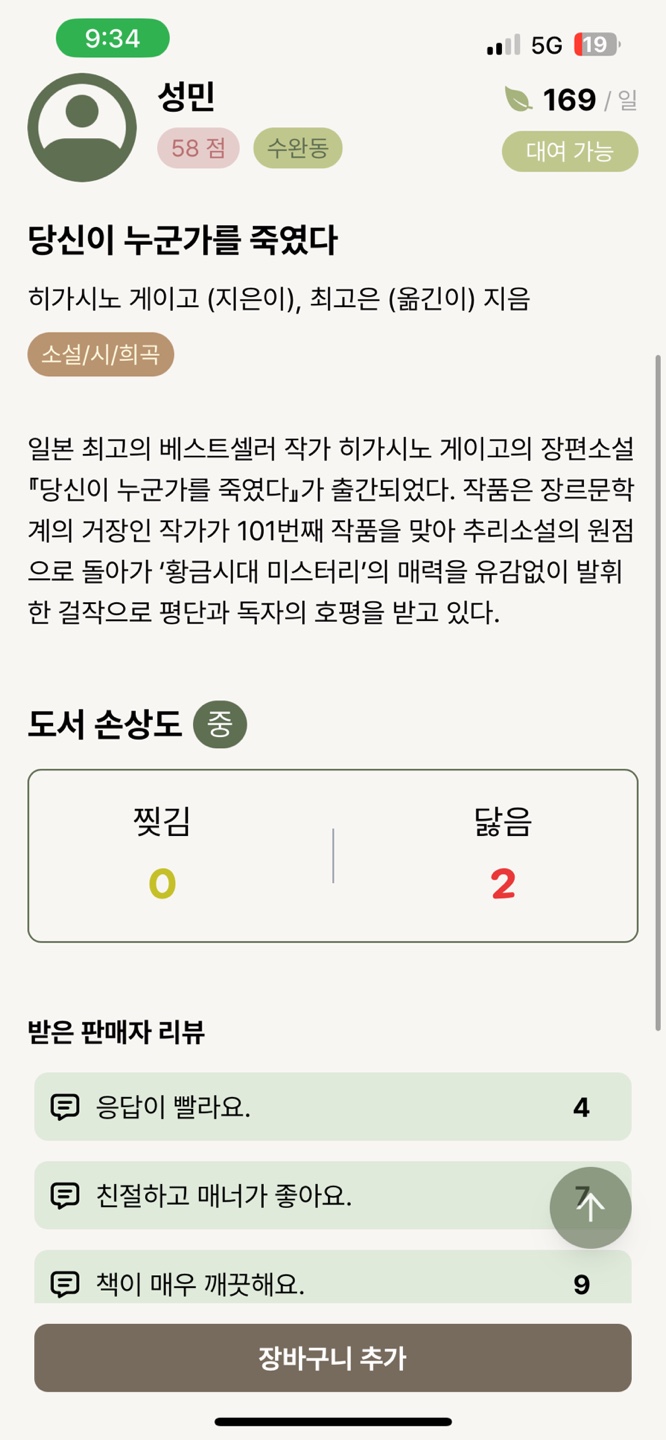 9:34
5G 19
성민
169 / 일
58 점
수완동
대여 가능
당신이 누군가를 죽였다
히가시노 게이고 (지은이), 최고은 (옮긴이) 지음
소설/시/희곡
일본 최고의 베스트셀러 작가 히가시노 게이고의 장편소설
『당신이 누군가를 죽였다』가 출간되었다. 작품은 장르문학
계의 거장인 작가가 101번째 작품을 맞아 추리소설의 원점
으로 돌아가 ‘황금시대 미스터리’의 매력을 유감없이 발휘
한 걸작으로 평단과 독자의 호평을 받고 있다.
도서 손상도 중
찢김
0
닳음
2
받은 판매자 리뷰
응답이 빨라요. 4
친절하고 매너가 좋아요. 7
책이 매우 깨끗해요. 9
장바구니 추가